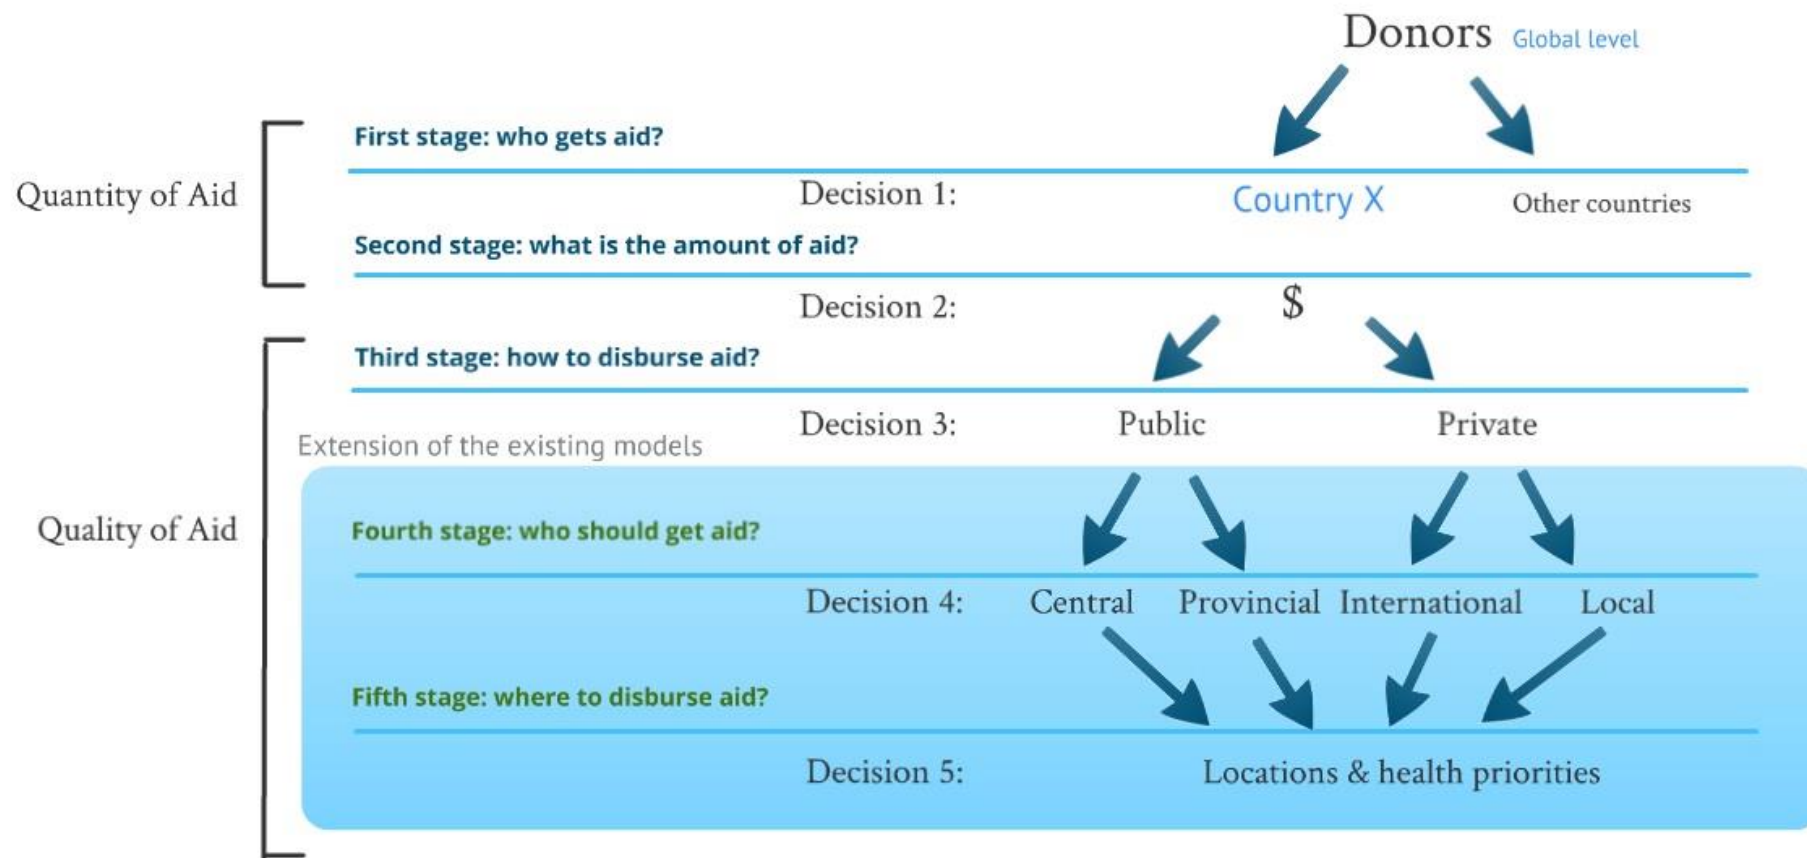 Donors Global level
First stage: who gets aid?
Quantity of Aid
Decision 1: Country X Other countries
Second stage: what is the amount of aid?
Decision 2: $
Third stage: how to disburse aid?
Decision 3: Public Private
Extension of the existing models
Quality of Aid
Fourth stage: who should get aid?
Decision 4: Central Provincial International Local
Fifth stage: where to disburse aid?
Decision 5: Locations & health priorities